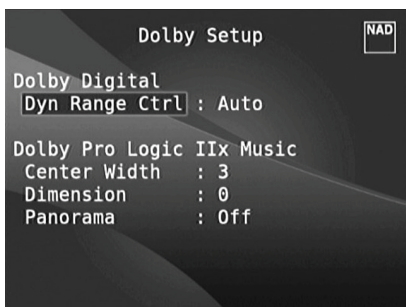 Dolby Setup
NAD
Dolby Digital
Dyn Range Ctrl : Auto
Dolby Pro Logic IIx Music
Center Width : 3
Dimension : 0
Panorama : Off